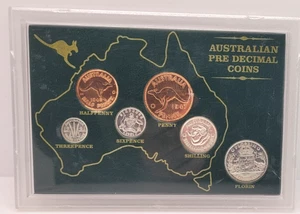 AUSTRALIAN
PRE DECIMAL
COINS
HALFPENNY
PENNY
THREEPENCE
SIXPENCE
SHILLING
FLORIN